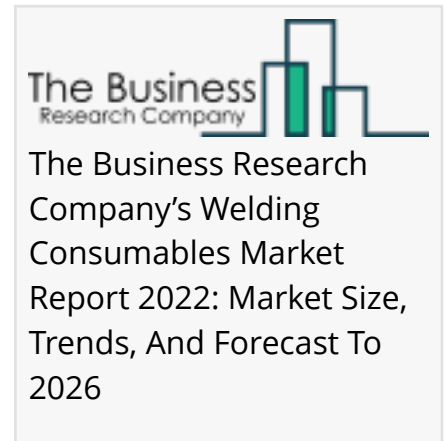 The Business
Research Company
The Business Research
Company’s Welding
Consumables Market
Report 2022: Market Size,
Trends, And Forecast To
2026